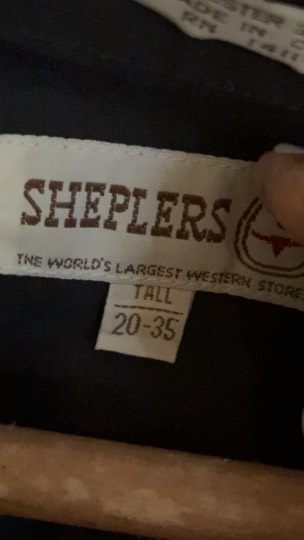 SHEPLERS
THE WORLD'S LARGEST WESTERN STORE
TALL
20-35